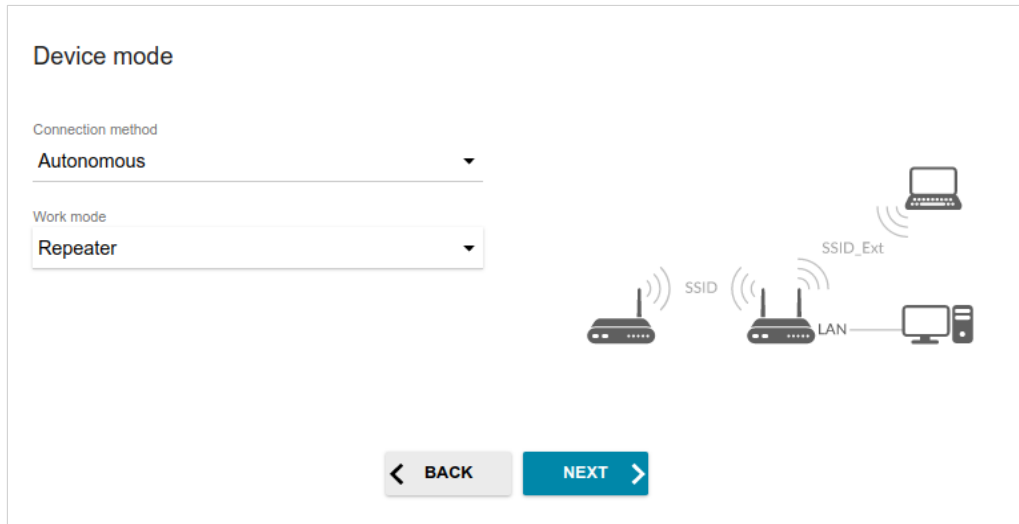 Device mode
Connection method
Autonomous
Work mode
Repeater
SSID_Ext
SSID
LAN
BACK
NEXT